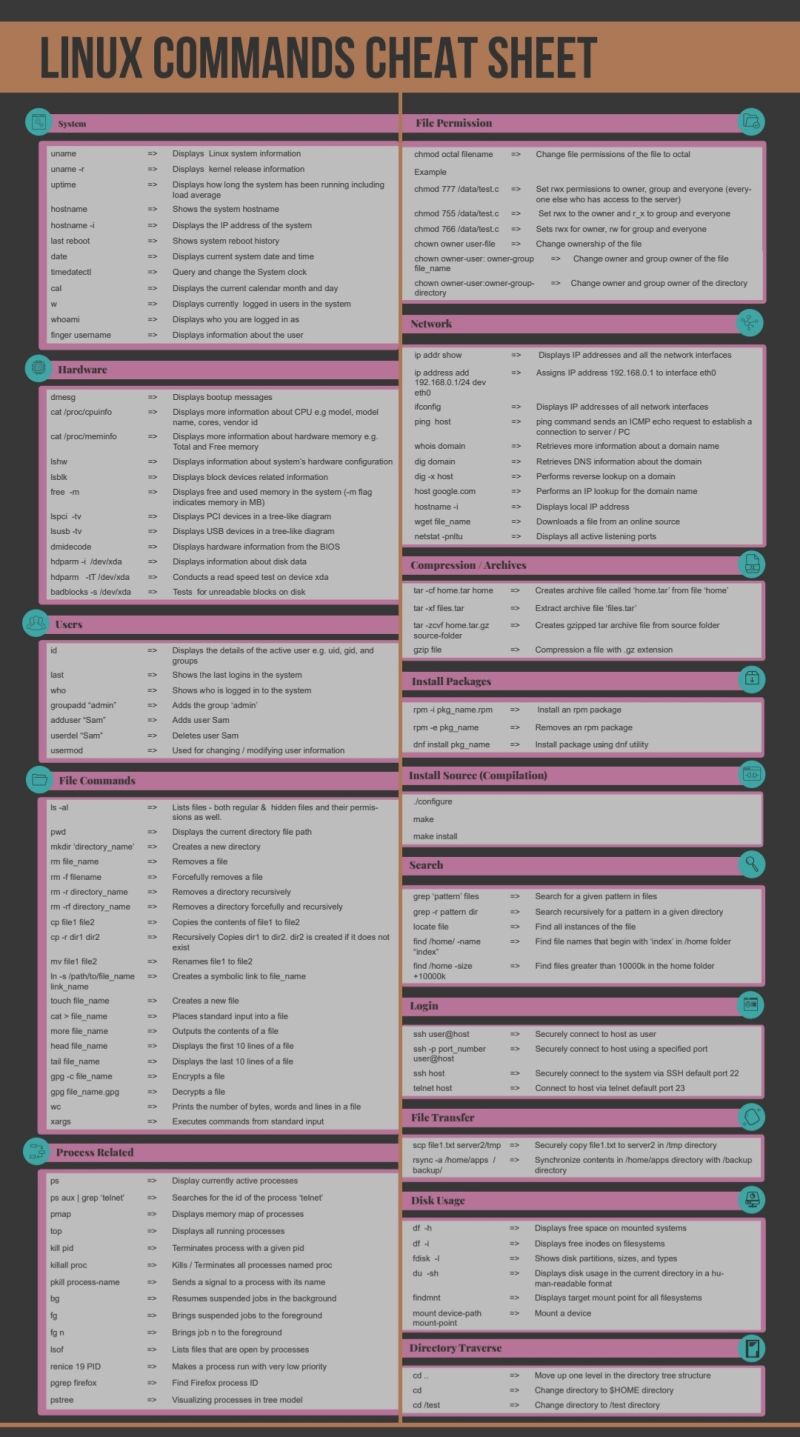 LINUX COMMANDS CHEAT SHEET
System
uname => Displays Linux system information
uname -r => Displays kernel release information
uptime => Displays how long the system has been running including
load average
hostname => Shows the system hostname
hostname -i => Displays the IP address of the system
last reboot => Shows system reboot history
date => Displays current system date and time
timedatectl => Query and change the System clock
cal => Displays the current calendar month and day
w => Displays currently logged in users in the system
whoami => Displays who you are logged in as
finger username => Displays information about the user
Hardware
dmesg => Displays bootup messages
cat /proc/cpuinfo => Displays more information about CPU e.g model, model
name, cores, vendor id
cat /proc/meminfo => Displays more information about hardware memory e.g.
Total and Free memory
lshw => Displays information about system's hardware configuration
lsblk => Displays block devices related information
free -m => Displays free and used memory in the system (-m flag
indicates memory in MB)
lspci -tv => Displays PCI devices in a tree-like diagram
lsusb -tv => Displays USB devices in a tree-like diagram
dmidecode => Displays hardware information from the BIOS
hdparm -i /dev/xda => Displays information about disk data
hdparm -tT /dev/xda => Conducts a read speed test on device xda
badblocks -s /dev/xda => Tests for unreadable blocks on disk
Users
id => Displays the details of the active user e.g. uid, gid, and
groups
last => Shows the last logins in the system
who => Shows who is logged in to the system
groupadd “admin” => Adds the group ‘admin’
adduser “Sam” => Adds user Sam
userdel “Sam” => Deletes user Sam
usermod => Used for changing / modifying user information
File Commands
ls -al => Lists files - both regular & hidden files and their permis-
sions as well.
pwd => Displays the current directory file path
mkdir ‘directory_name’ => Creates a new directory
rm file_name => Removes a file
rm -f filename => Forcefully removes a file
rm -r directory_name => Removes a directory recursively
rm -rf directory_name => Removes a directory forcefully and recursively
cp file1 file2 => Copies the contents of file1 to file2
cp -r dir1 dir2 => Recursively Copies dir1 to dir2. dir2 is created if it does not
exist
mv file1 file2 => Renames file1 to file2
ln -s /path/to/file_name => Creates a symbolic link to file_name
link_name
touch file_name => Creates a new file
cat > file_name => Places standard input into a file
more file_name => Outputs the contents of a file
head file_name => Displays the first 10 lines of a file
tail file_name => Displays the last 10 lines of a file
gpg -c file_name => Encrypts a file
gpg file_name.gpg => Decrypts a file
wc => Prints the number of bytes, words and lines in a file
xargs => Executes commands from standard input
Process Related
ps => Display currently active processes
ps aux | grep ‘telnet’ => Searches for the id of the process ‘telnet’
pmap => Displays memory map of processes
top => Displays all running processes
kill pid => Terminates process with a given pid
killall proc => Kills / Terminates all processes named proc
pkill process-name => Sends a signal to a process with its name
bg => Resumes suspended jobs in the background
fg => Brings suspended jobs to the foreground
fg n => Brings job n to the foreground
lsof => Lists files that are open by processes
renice 19 PID => Makes a process run with very low priority
pgrep firefox => Find Firefox process ID
pstree => Visualizing processes in tree model
File Permission
chmod octal filename => Change file permissions of the file to octal
Example
chmod 777 /data/test.c => Set rwx permissions to owner, group and everyone (every-
one else who has access to the server)
chmod 755 /data/test.c => Set rwx to the owner and r_x to group and everyone
chmod 766 /data/test.c => Sets rwx for owner, rw for group and everyone
chown owner user-file => Change ownership of the file
chown owner-user: owner-group => Change owner and group owner of the file
file_name
chown owner-user:owner-group- => Change owner and group owner of the directory
directory
Network
ip addr show => Displays IP addresses and all the network interfaces
ip address add => Assigns IP address 192.168.0.1 to interface eth0
192.168.0.1/24 dev
eth0
ifconfig => Displays IP addresses of all network interfaces
ping host => ping command sends an ICMP echo request to establish a
connection to server / PC
whois domain => Retrieves more information about a domain name
dig domain => Retrieves DNS information about the domain
dig -x host => Performs reverse lookup on a domain
host google.com => Performs an IP lookup for the domain name
hostname -i => Displays local IP address
wget file_name => Downloads a file from an online source
netstat -pnltu => Displays all active listening ports
Compression / Archives
tar -cf home.tar home => Creates archive file called ‘home.tar’ from file ‘home’
tar -xf files.tar => Extract archive file ‘files.tar’
tar -zcvf home.tar.gz => Creates gzipped tar archive file from source folder
source-folder
gzip file => Compression a file with .gz extension
Install Packages
rpm -i pkg_name.rpm => Install an rpm package
rpm -e pkg_name => Removes an rpm package
dnf install pkg_name => Install package using dnf utility
Install Source (Compilation)
./configure
make
make install
Search
grep ‘pattern’ files => Search for a given pattern in files
grep -r pattern dir => Search recursively for a pattern in a given directory
locate file => Find all instances of the file
find /home/ -name => Find file names that begin with ‘index’ in /home folder
“index”
find /home -size => Find files greater than 10000k in the home folder
+10000k
Login
ssh user@host => Securely connect to host as user
ssh -p port_number => Securely connect to host using a specified port
user@host
ssh host => Securely connect to the system via SSH default port 22
telnet host => Connect to host via telnet default port 23
File Transfer
scp file1.txt server2/tmp => Securely copy file1.txt to server2 in /tmp directory
rsync -a /home/apps / => Synchronize contents in /home/apps directory with /backup
backup/ directory
Disk Usage
df -h => Displays free space on mounted systems
df -i => Displays free inodes on filesystems
fdisk -l => Shows disk partitions, sizes, and types
du -sh => Displays disk usage in the current directory in a hu-
man-readable format
findmnt => Displays target mount point for all filesystems
mount device-path => Mount a device
mount-point
Directory Traverse
cd .. => Move up one level in the directory tree structure
cd => Change directory to $HOME directory
cd /test => Change directory to /test directory